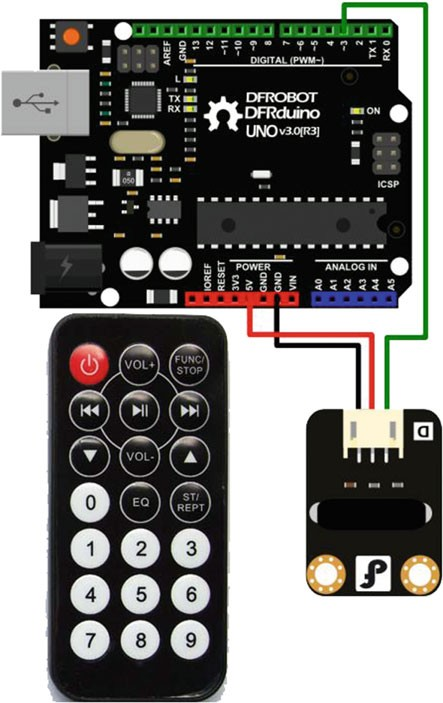 AREF
GND
13
12
~11
~10
~9
8
7
~6
~5
4
~3
2
TX 1
RX 0
DIGITAL (PWM~)
L
TX
RX
DFROBOT
DFRduino
UNO v3.0[R3]
ON
ICSP
8
050
POWER
ANALOG IN
IOREF
RESET
3V3
5V
GND
GND
VIN
A0
A1
A2
A3
A4
A5
D
VOL+
FUNC/
STOP
VOL-
0
EQ
ST/
REPT
1
2
3
4
5
6
7
8
9